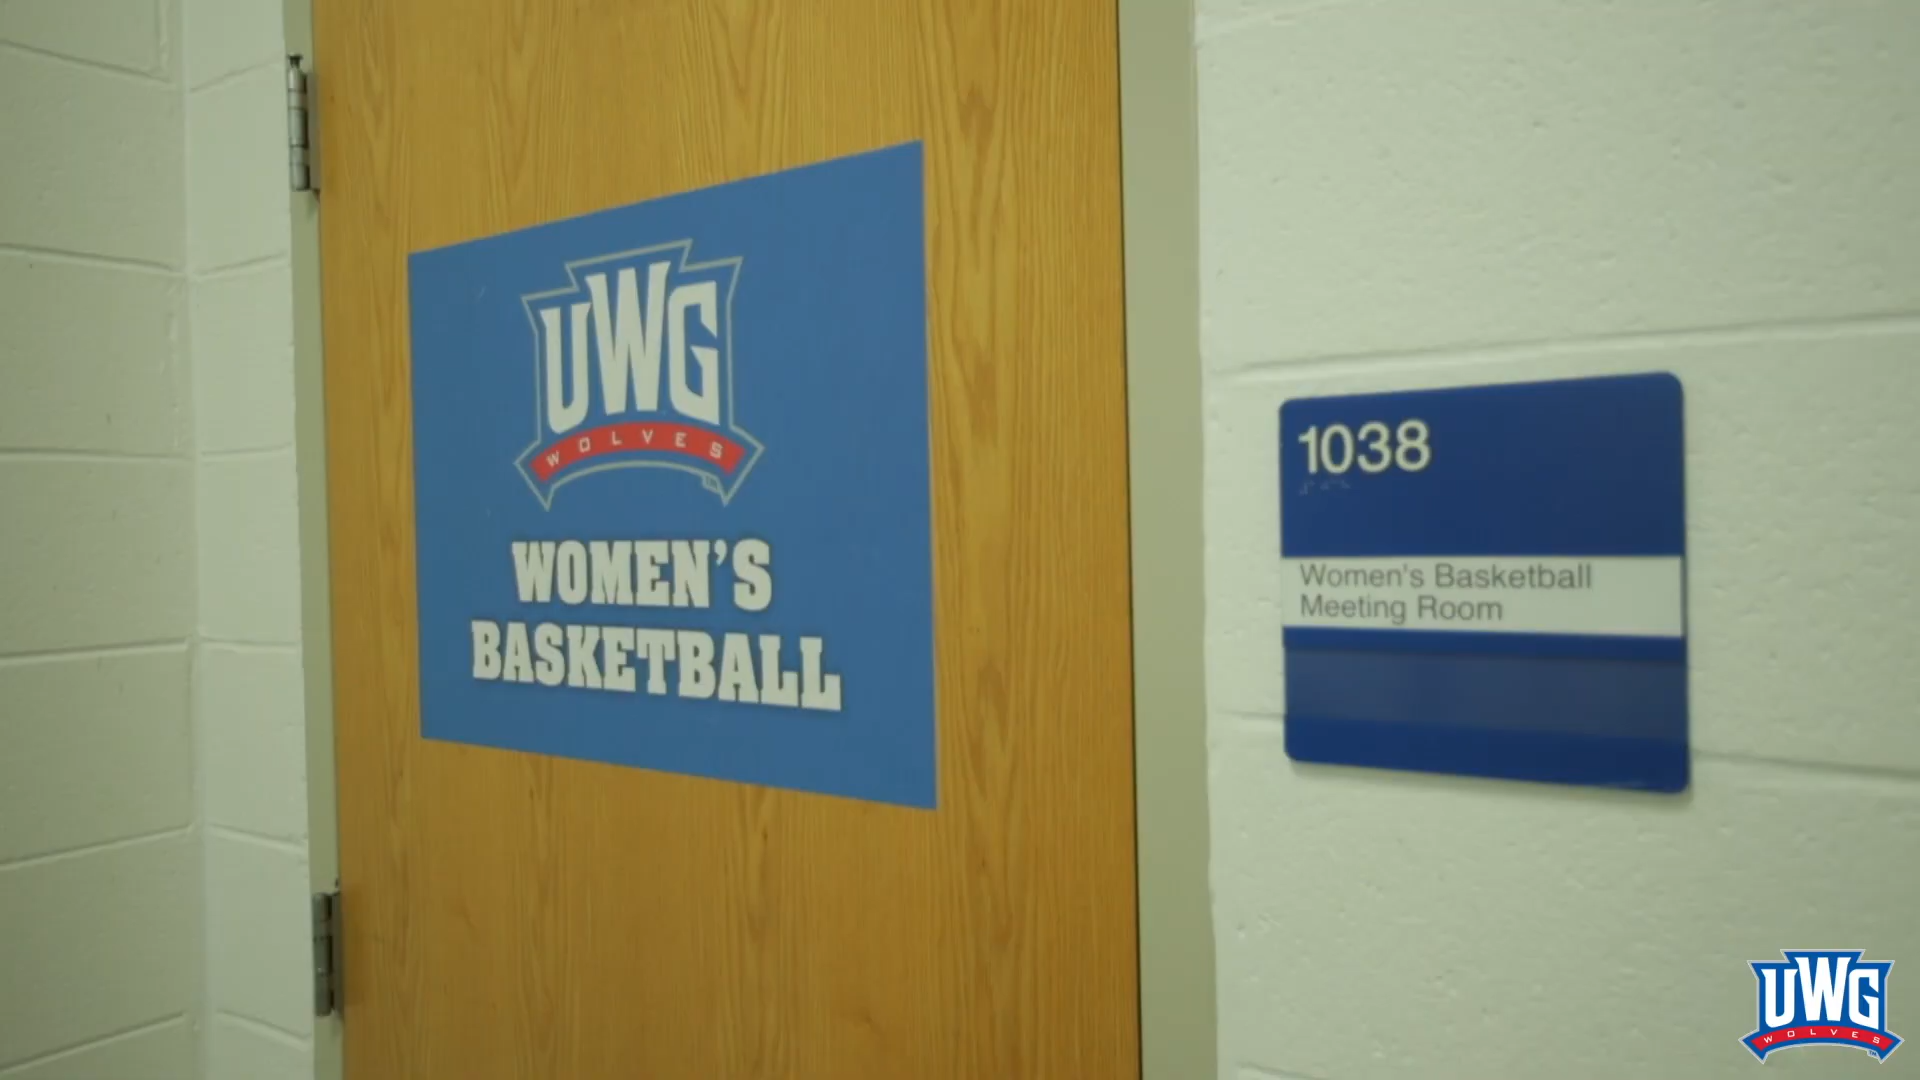 UWG
WOLVES
WOMEN'S
BASKETBALL
1038
Women's Basketball
Meeting Room
UWG
WOLVES